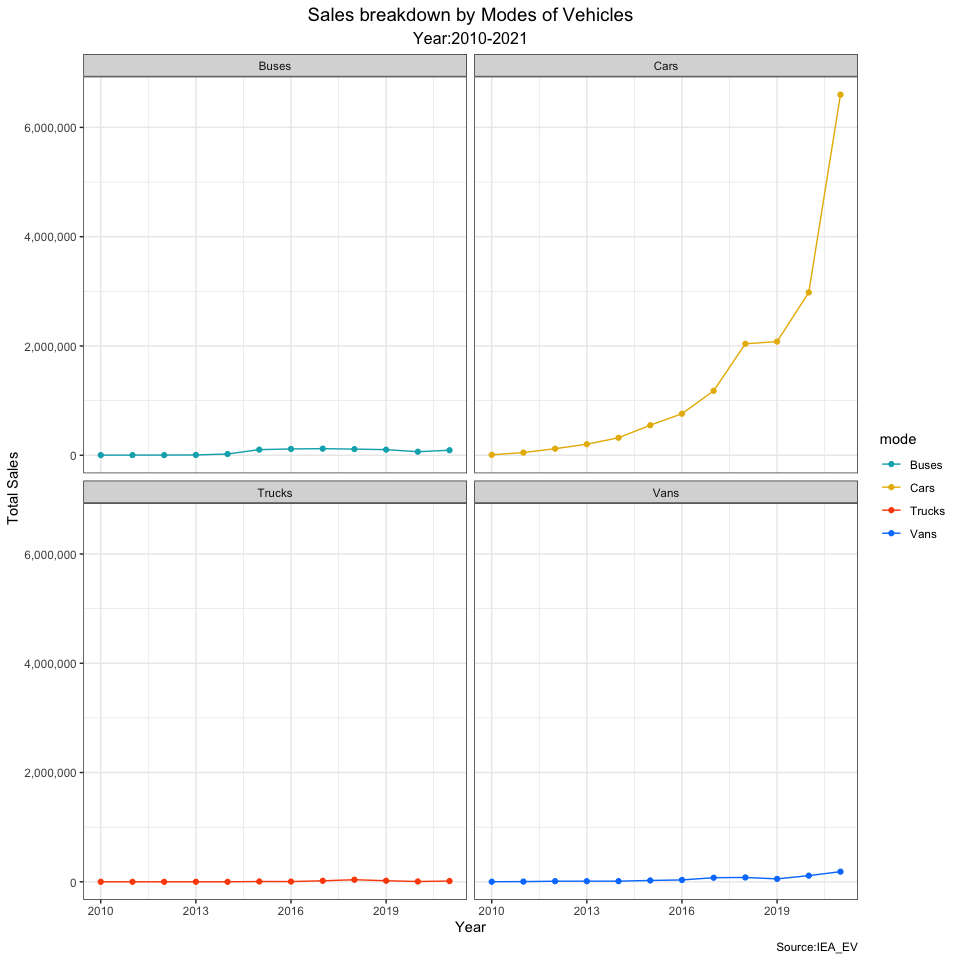 Sales breakdown by Modes of Vehicles
Year:2010-2021
Buses
Cars
6,000,000
4,000,000
2,000,000
0
Trucks
Vans
6,000,000
4,000,000
2,000,000
0
2010 2013 2016 2019
2010 2013 2016 2019
Total Sales
Year
mode
Buses
Cars
Trucks
Vans
Source:IEA_EV